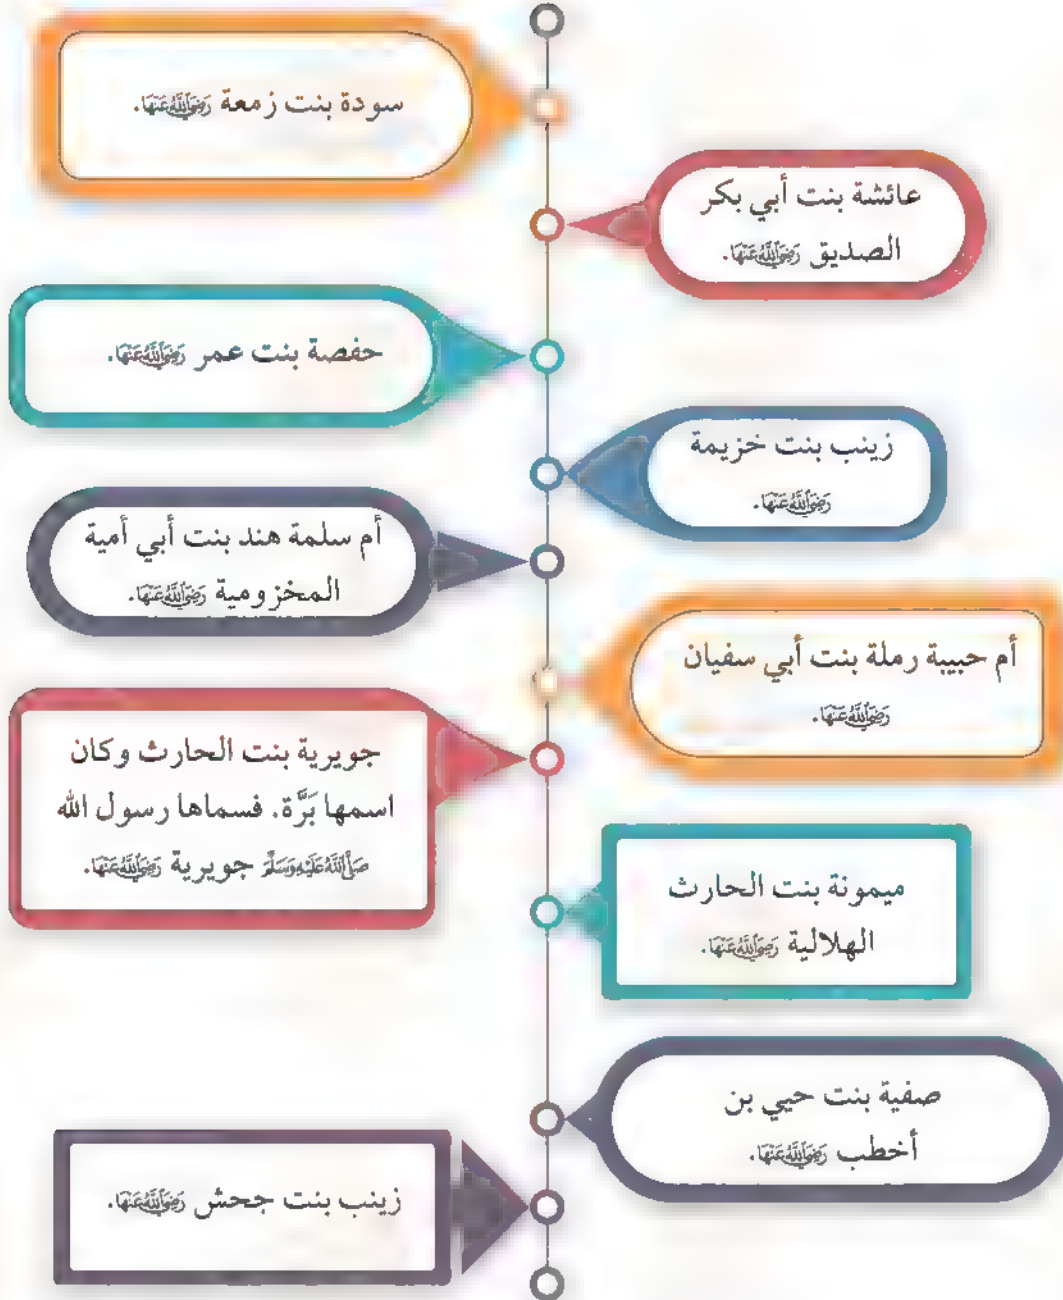 سودة بنت زمعة رَضِيَ اللَّهُ عَنْهَا.
عائشة بنت أبي بكر
الصديق رَضِيَ اللَّهُ عَنْهَا.
حفصة بنت عمر رَضِيَ اللَّهُ عَنْهَا.
زينب بنت خزيمة
رَضِيَ اللَّهُ عَنْهَا.
أم سلمة هند بنت أبي أمية
المخزومية رَضِيَ اللَّهُ عَنْهَا.
أم حبيبة رملة بنت أبي سفيان
رَضِيَ اللَّهُ عَنْهَا.
جويرية بنت الحارث وكان
اسمها بَرَّة. فسماها رسول الله
صَلَّى اللَّهُ عَلَيْهِ وَسَلَّمَ جويرية رَضِيَ اللَّهُ عَنْهَا.
ميمونة بنت الحارث
الهلالية رَضِيَ اللَّهُ عَنْهَا.
صفية بنت حيي بن
أخطب رَضِيَ اللَّهُ عَنْهَا.
زينب بنت جحش رَضِيَ اللَّهُ عَنْهَا.